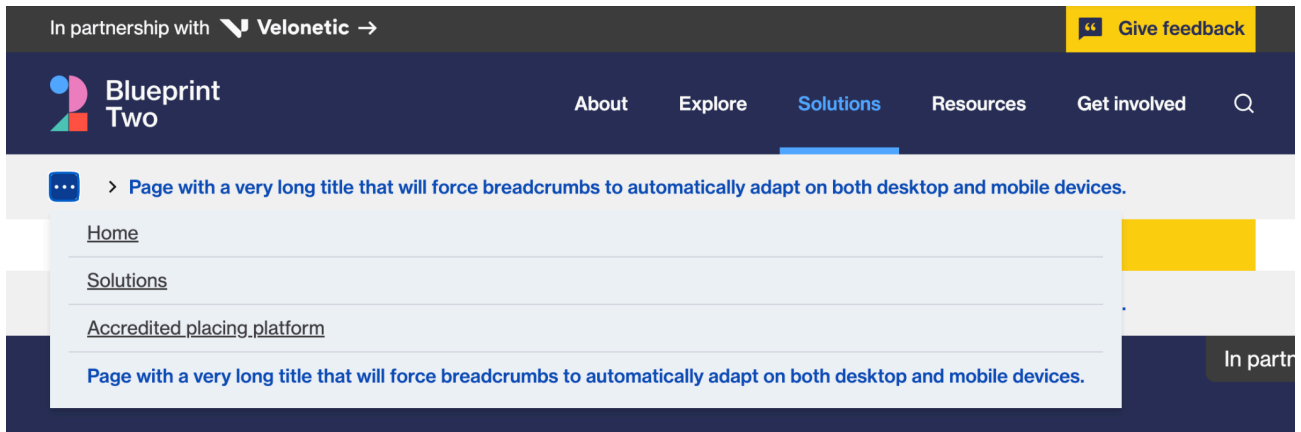 In partnership with Velonetic →
Give feedback
Blueprint
Two
About Explore Solutions Resources Get involved
... > Page with a very long title that will force breadcrumbs to automatically adapt on both desktop and mobile devices.
Home
Solutions
Accredited placing platform
Page with a very long title that will force breadcrumbs to automatically adapt on both desktop and mobile devices.
.
In partn